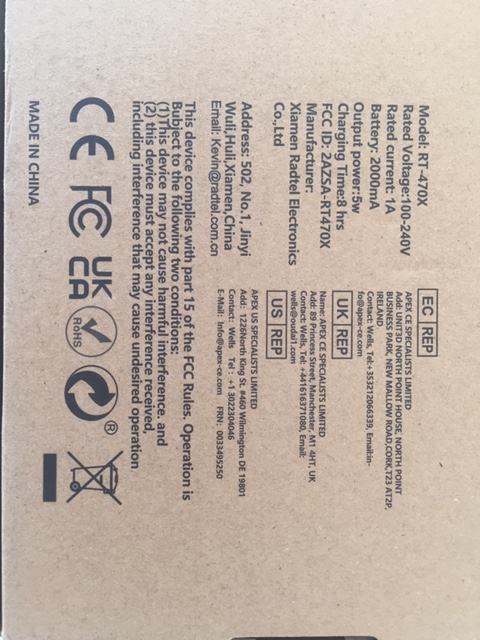 Model: RT-470X
Rated Voltage:100-240V
Rated current: 1A
Battery: 2000mA
Output power:5w
Charging Time:8 hrs
FCC ID: 2AZSA-RT470X
Manufacturer:
Xiamen Radtel Electronics
Co.,Ltd
Address: 502, No.1, Jinyi
Wuli,Huli,Xiamen,China
Email: Kevin@radtel.com.cn
EC REP
APEX CE SPECIALISTS LIMITED
Add: UNIT3D NORTH POINT HOUSE, NORTH POINT
BUSINESS PARK, NEW MALLOW ROAD,CORK,T23 AT2P,
IRELAND
Contact: Wells, Tel:+353212066339, Email:in-
fo@apex-ce.com
UK REP
Name: APEX CE SPECIALISTS LIMITED
Add: 89 Princess Street, Manchester, M1 4HT, UK
Contact: Wells, Tel: +441616371080, Email:
wells@oudal1.com
US REP
APEX US SPECIALISTS LIMITED
Add: 1226North King St. #460 Wilmington DE 19801
Contact: Wells Tel: +1 3022304046
E-Mail: Info@apex-ce.com FRN: 0033495250
This device complies with part 15 of the FCC Rules. Operation is
Subject to the following two conditions:
(1)This device may not cause harmful interference, and
(2) this device must accept any interference received,
including interference that may cause undesired operation
CE FC UK
CA RoHS ®
MADE IN CHINA